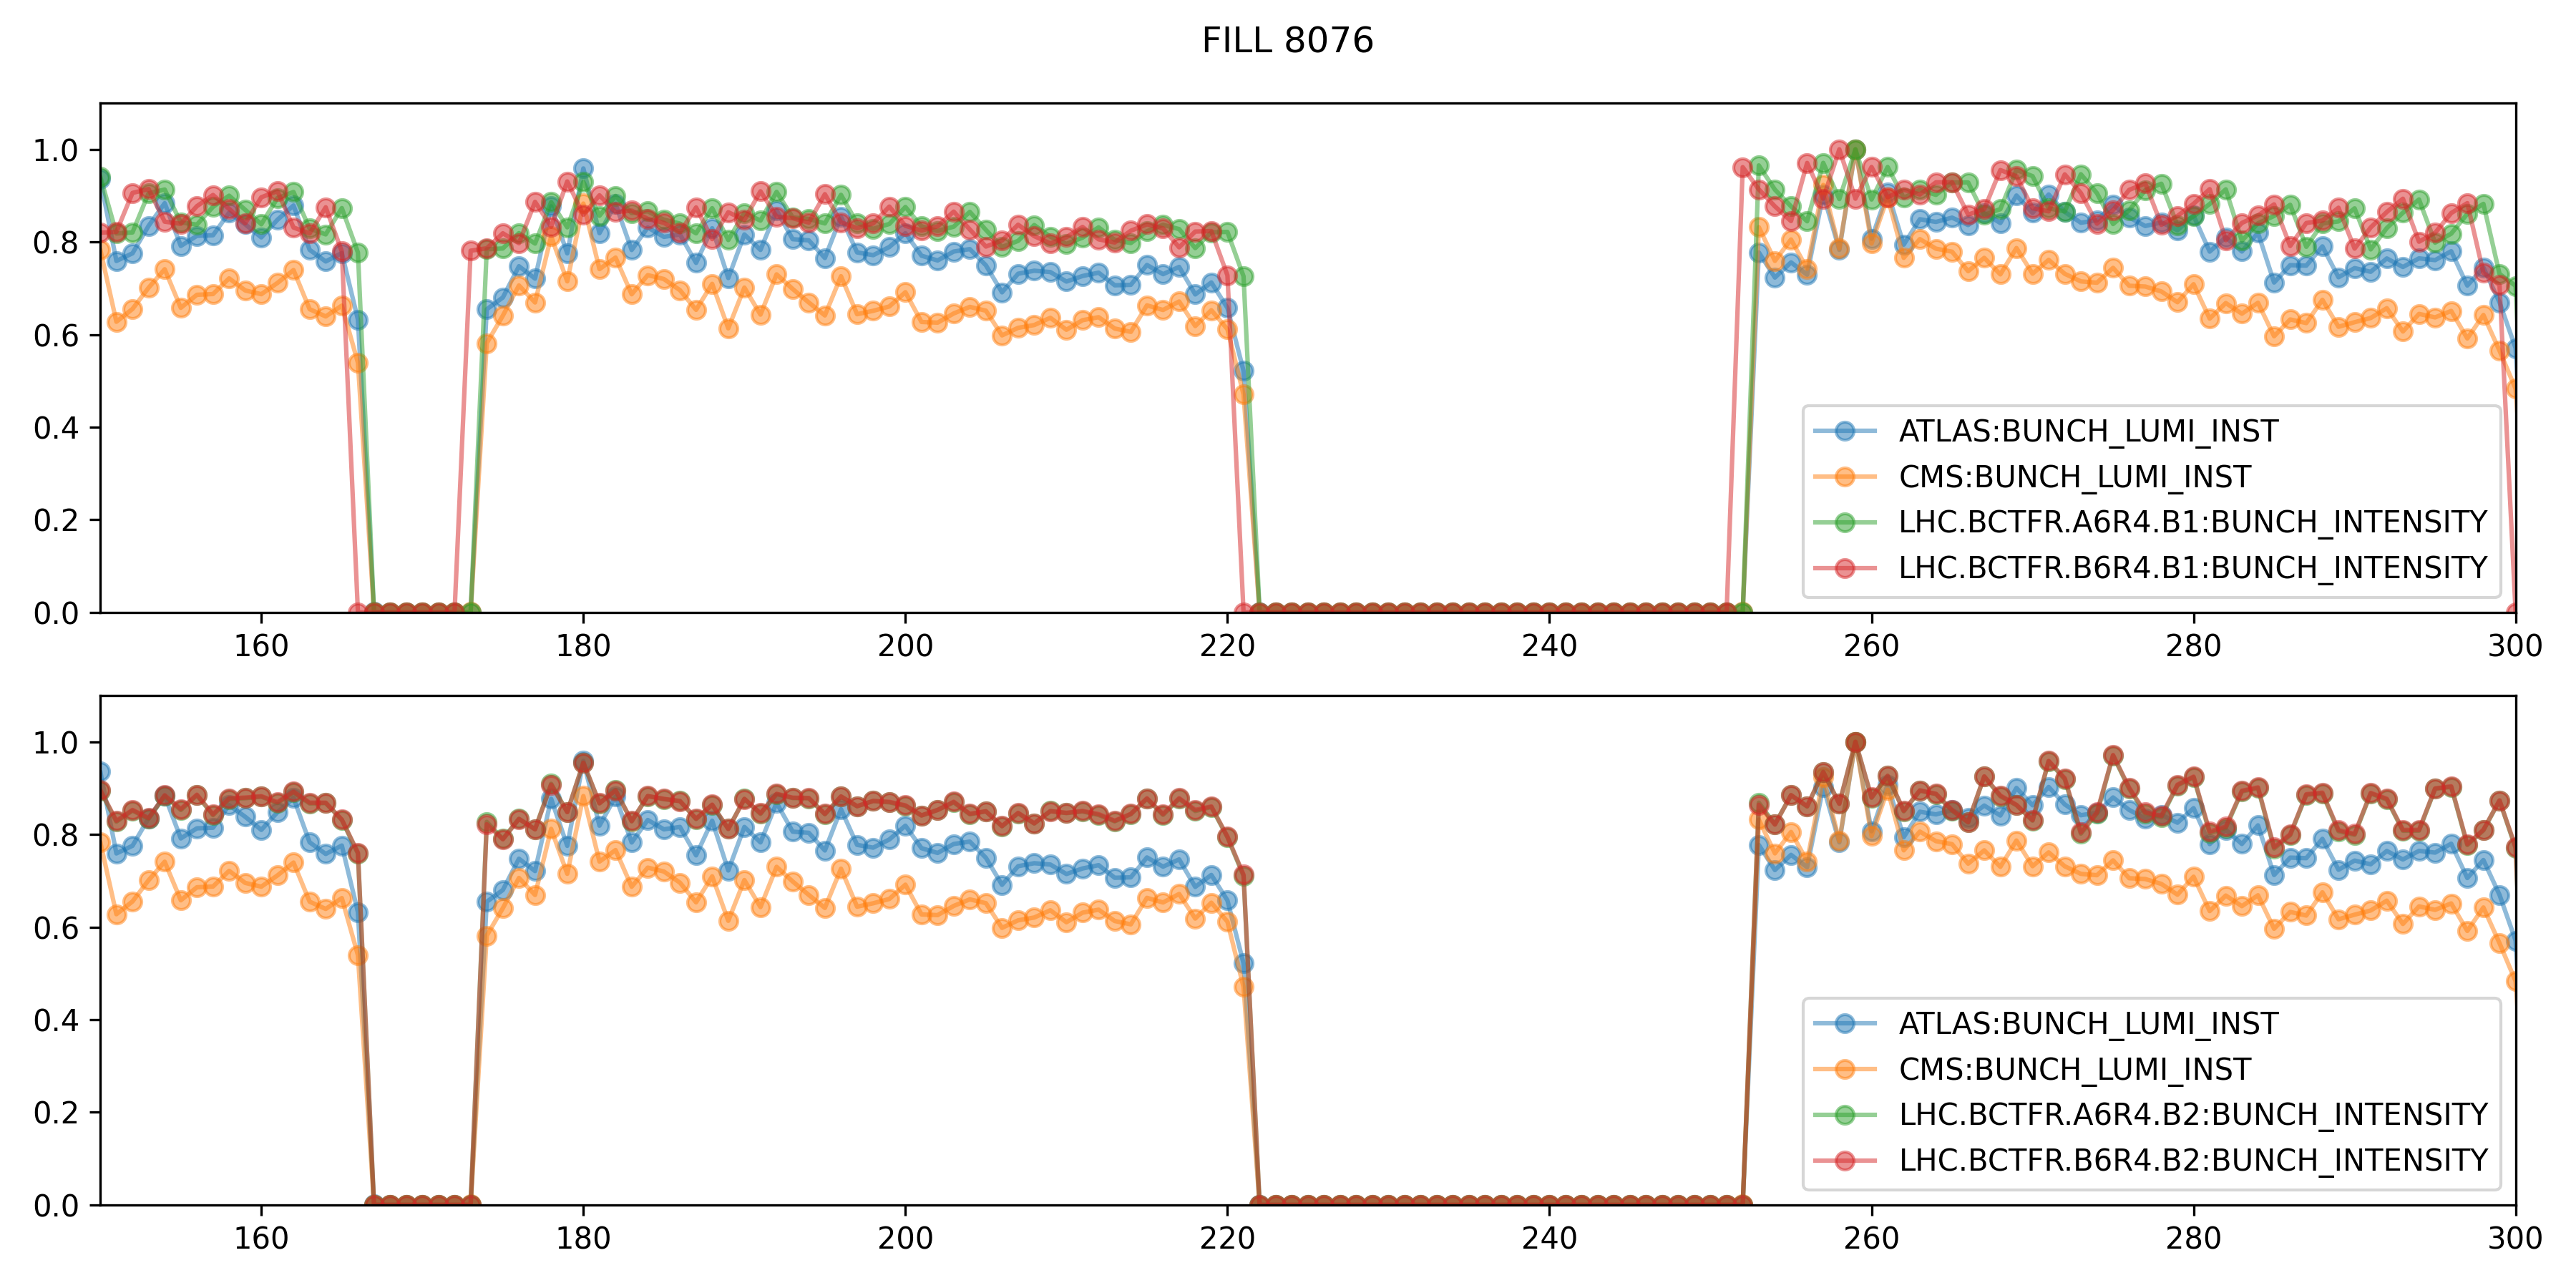 FILL 8076
1.0
0.8
0.6
0.4
0.2
0.0
160 180 200 220 240 260 280 300
ATLAS:BUNCH_LUMI_INST
CMS:BUNCH_LUMI_INST
LHC.BCTFR.A6R4.B1:BUNCH_INTENSITY
LHC.BCTFR.B6R4.B1:BUNCH_INTENSITY
1.0
0.8
0.6
0.4
0.2
0.0
160 180 200 220 240 260 280 300
ATLAS:BUNCH_LUMI_INST
CMS:BUNCH_LUMI_INST
LHC.BCTFR.A6R4.B2:BUNCH_INTENSITY
LHC.BCTFR.B6R4.B2:BUNCH_INTENSITY